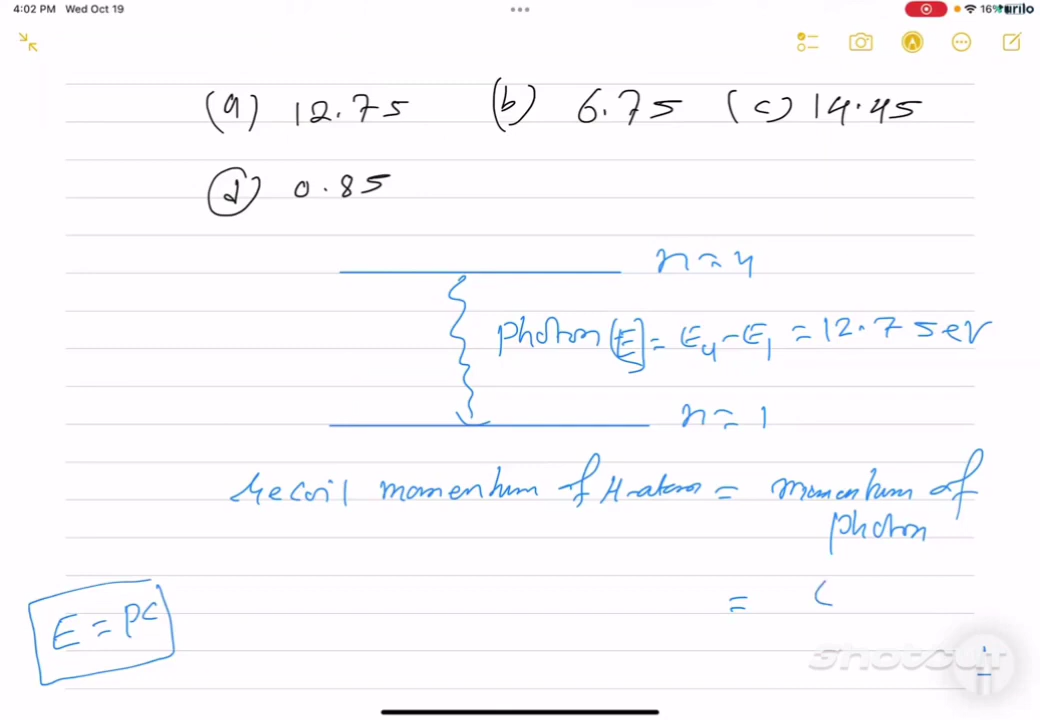 4:02 PM Wed Oct 19
16%
(a) 12.75 (b) 6.75 (c) 14.45
(d) 0.85
n=4
photon (E) = E4-E1 = 12.75ev
n=1
recoil momentum of H-atom = momentum of
photon
= (
E=PC
Shotcut